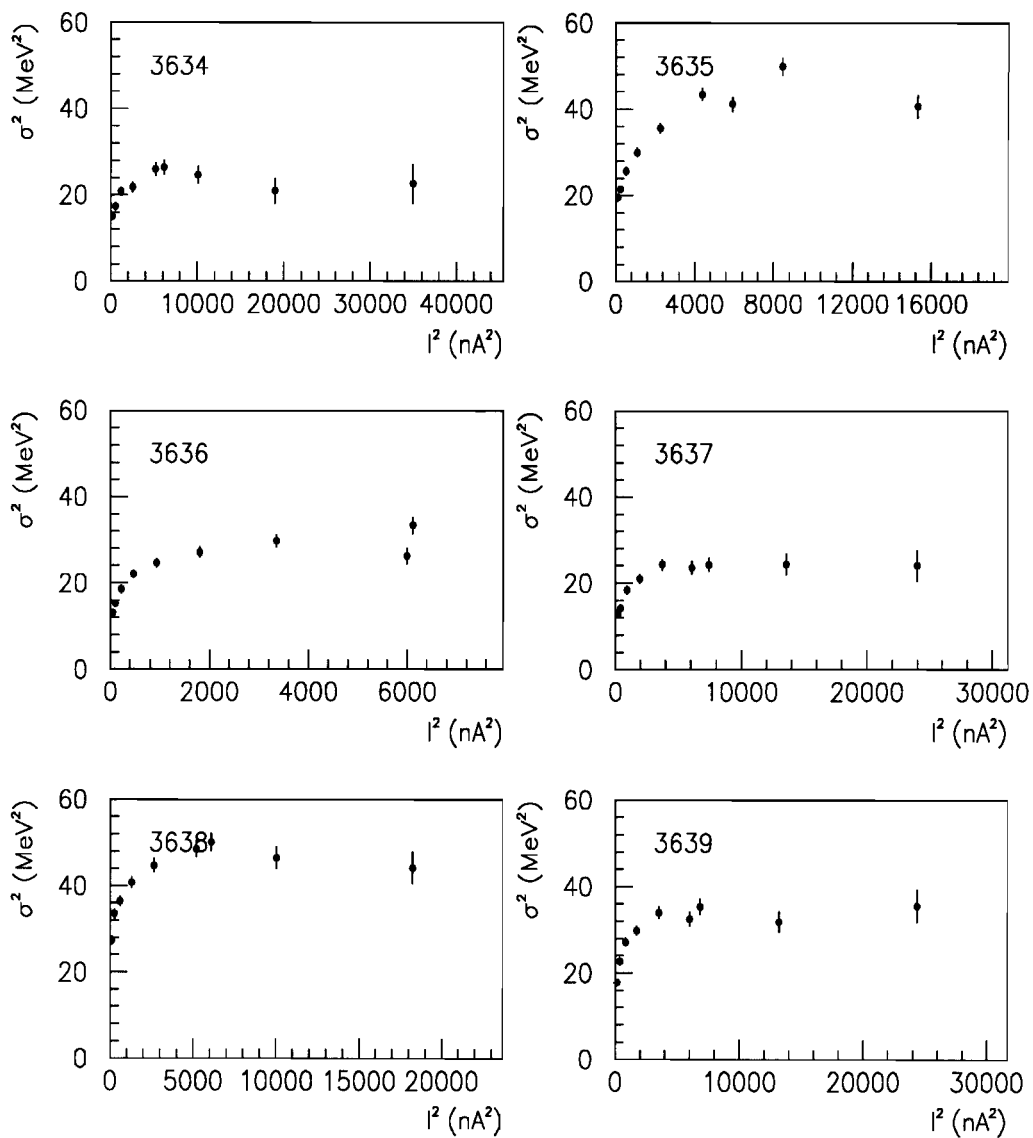 σ² (MeV²)
3634
60
40
20
0
0 10000 20000 30000 40000
I² (nA²)
σ² (MeV²)
3635
60
40
20
0
0 4000 8000 12000 16000
I² (nA²)
σ² (MeV²)
3636
60
40
20
0
0 2000 4000 6000
I² (nA²)
σ² (MeV²)
3637
60
40
20
0
0 10000 20000 30000
I² (nA²)
σ² (MeV²)
3638
60
40
20
0
0 5000 10000 15000 20000
I² (nA²)
σ² (MeV²)
3639
60
40
20
0
0 10000 20000 30000
I² (nA²)